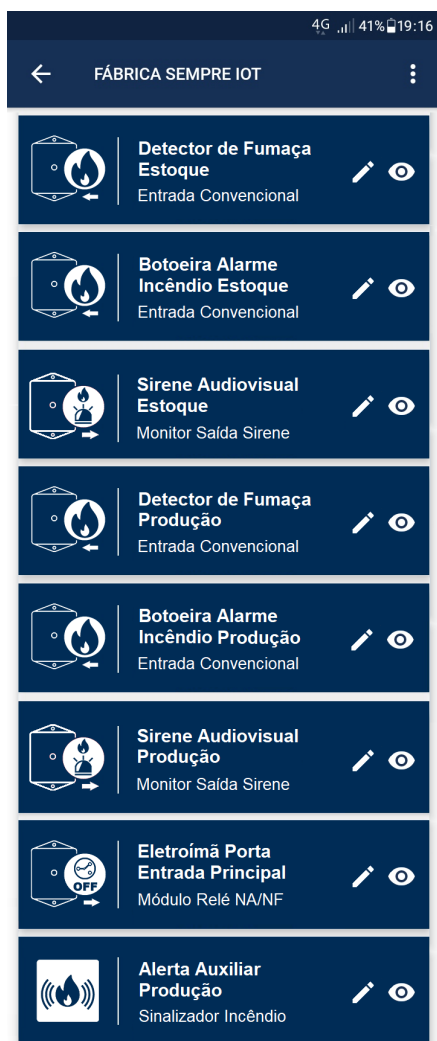 4G 41% 19:16
FÁBRICA SEMPRE IOT
Detector de Fumaça
Estoque
Entrada Convencional
Botoeira Alarme
Incêndio Estoque
Entrada Convencional
Sirene Audiovisual
Estoque
Monitor Saída Sirene
Detector de Fumaça
Produção
Entrada Convencional
Botoeira Alarme
Incêndio Produção
Entrada Convencional
Sirene Audiovisual
Produção
Monitor Saída Sirene
Eletroímã Porta
Entrada Principal
OFF
Módulo Relé NA/NF
Alerta Auxiliar
Produção
Sinalizador Incêndio